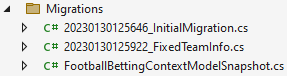 Migrations
C# 20230130125646_InitialMigration.cs
C# 20230130125922_FixedTeamInfo.cs
C# FootballBettingContextModelSnapshot.cs